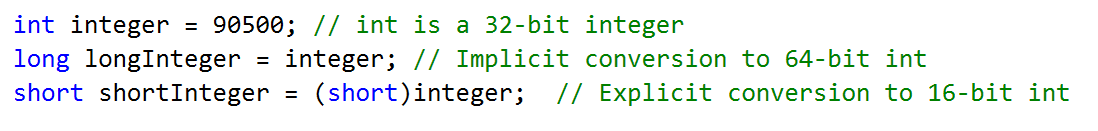 int integer = 90500; // int is a 32-bit integer
long longInteger = integer; // Implicit conversion to 64-bit int
short shortInteger = (short)integer;  // Explicit conversion to 16-bit int